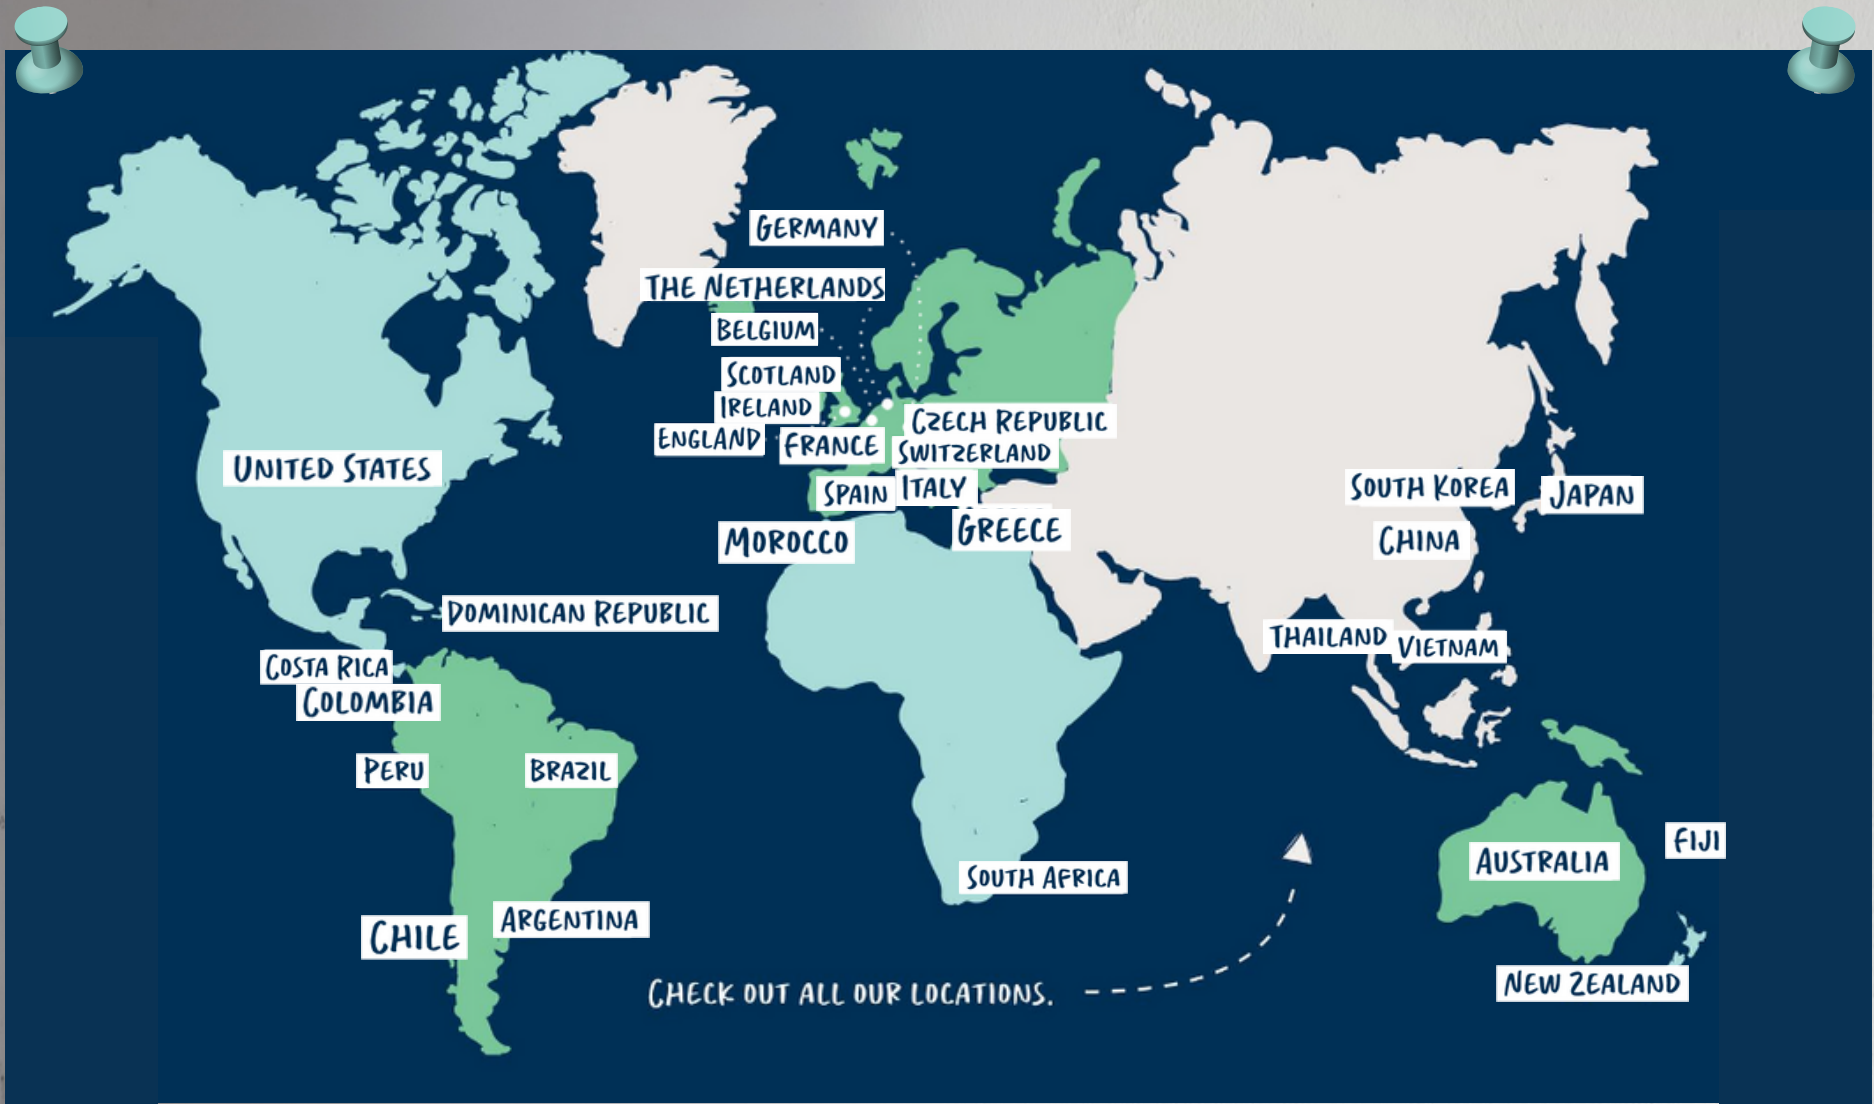 GERMANY
THE NETHERLANDS
BELGIUM
SCOTLAND
IRELAND
CZECH REPUBLIC
ENGLAND
FRANCE
SWITZERLAND
UNITED STATES
SPAIN
ITALY
SOUTH KOREA
JAPAN
MOROCCO
GREECE
CHINA
DOMINICAN REPUBLIC
THAILAND
VIETNAM
COSTA RICA
COLOMBIA
PERU
BRAZIL
FIJI
AUSTRALIA
SOUTH AFRICA
CHILE
ARGENTINA
NEW ZEALAND
CHECK OUT ALL OUR LOCATIONS.